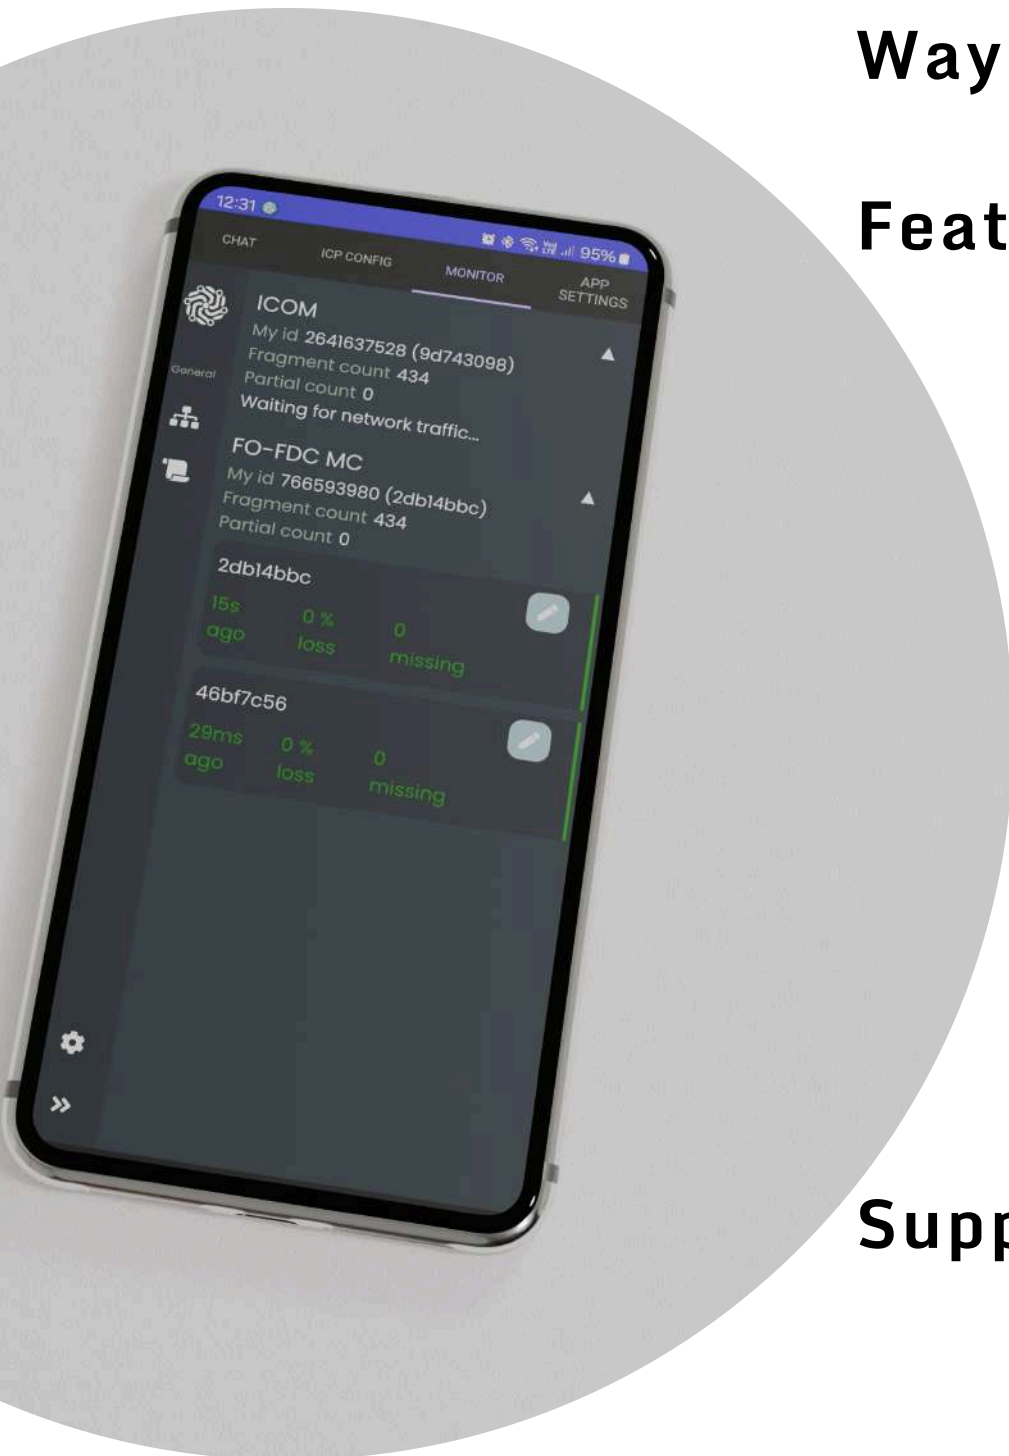 Way
Feat
12:31 95%
CHAT ICP CONFIG MONITOR APP SETTINGS
ICOM
My id 2641637528 (9d743098)
Fragment count 434
Partial count 0
Waiting for network traffic...
General
FO-FDC MC
My id 766593980 (2db14bbc)
Fragment count 434
Partial count 0
2db14bbc
15s ago 0 % loss 0 missing
46bf7c56
29ms ago 0 % loss 0 missing
Supp